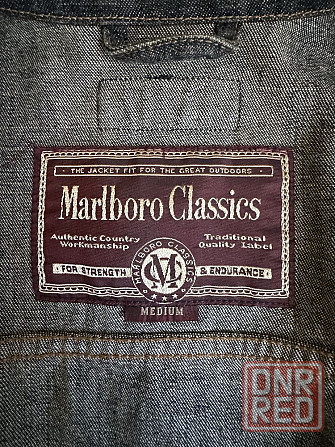 · THE JACKET FIT FOR THE GREAT OUTDOORS ·
Marlboro Classics
Authentic Country Traditional
Workmanship Quality Label
MARLBORO CLASSICS
· FOR STRENGTH & ENDURANCE ·
MC
MEDIUM
DNR
RED